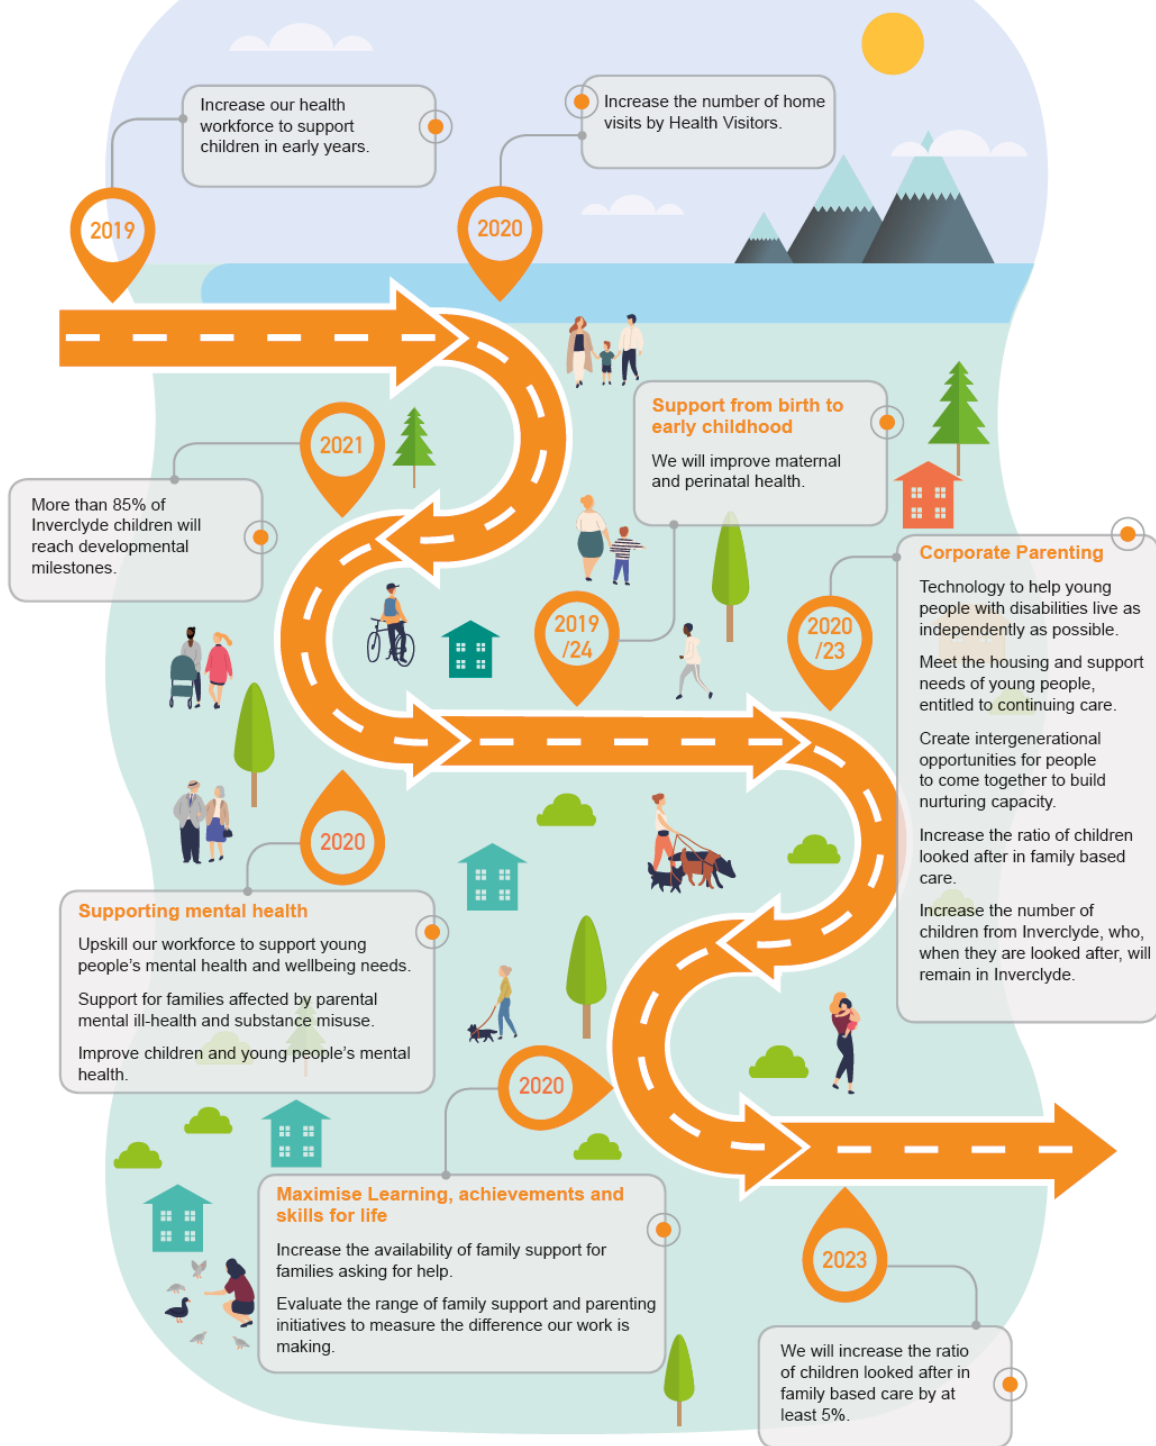 Increase our health
workforce to support
children in early years.
2019
Increase the number of home
visits by Health Visitors.
2020
2021
More than 85% of
Inverclyde children will
reach developmental
milestones.
Support from birth to
early childhood
We will improve maternal
and perinatal health.
2019
/24
2020
/23
Corporate Parenting
Technology to help young
people with disabilities live as
independently as possible.
Meet the housing and support
needs of young people,
entitled to continuing care.
Create intergenerational
opportunities for people
to come together to build
nurturing capacity.
Increase the ratio of children
looked after in family based
care.
Increase the number of
children from Inverclyde, who,
when they are looked after, will
remain in Inverclyde.
2020
Supporting mental health
Upskill our workforce to support young
people's mental health and wellbeing needs.
Support for families affected by parental
mental ill-health and substance misuse.
Improve children and young people's mental
health.
2020
Maximise Learning, achievements and
skills for life
Increase the availability of family support for
families asking for help.
Evaluate the range of family support and parenting
initiatives to measure the difference our work is
making.
2023
We will increase the ratio
of children looked after in
family based care by at
least 5%.